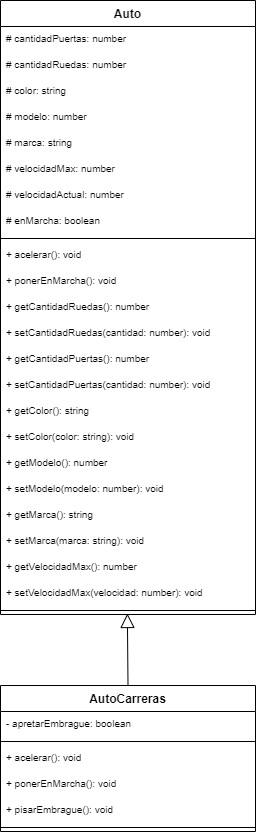 Auto
# cantidadPuertas: number
# cantidadRuedas: number
# color: string
# modelo: number
# marca: string
# velocidadMax: number
# velocidadActual: number
# enMarcha: boolean
+ acelerar(): void
+ ponerEnMarcha(): void
+ getCantidadRuedas(): number
+ setCantidadRuedas(cantidad: number): void
+ getCantidadPuertas(): number
+ setCantidadPuertas(cantidad: number): void
+ getColor(): string
+ setColor(color: string): void
+ getModelo(): number
+ setModelo(modelo: number): void
+ getMarca(): string
+ setMarca(marca: string): void
+ getVelocidadMax(): number
+ setVelocidadMax(velocidad: number): void
AutoCarreras
- apretarEmbrague: boolean
+ acelerar(): void
+ ponerEnMarcha(): void
+ pisarEmbrague(): void